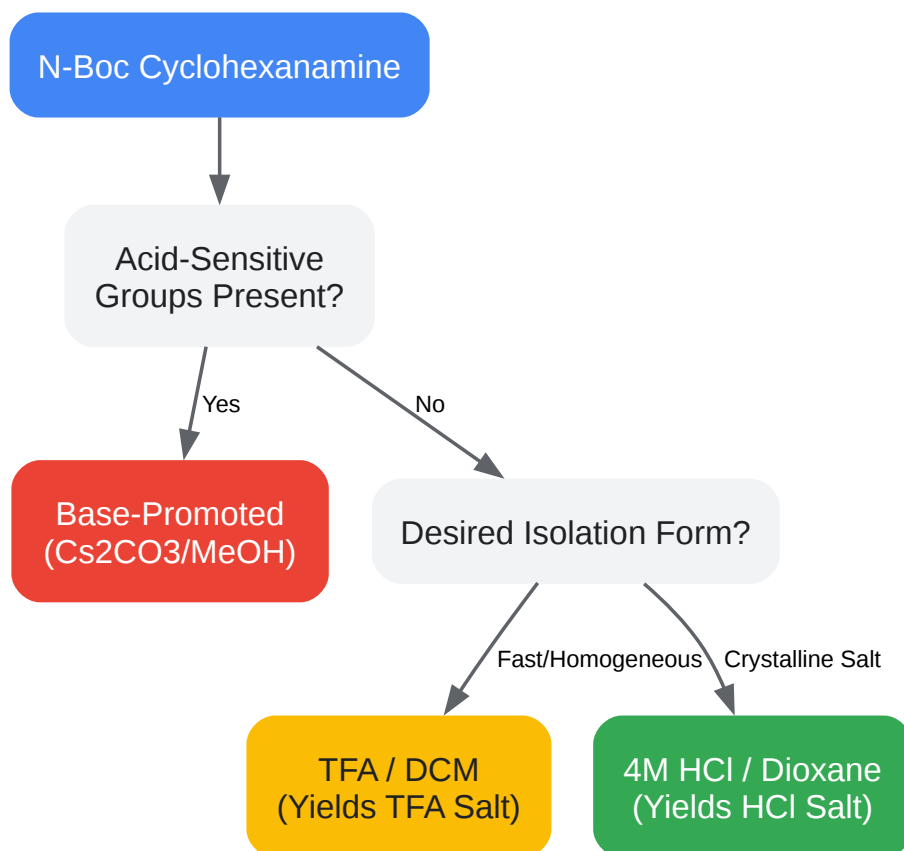 N-Boc Cyclohexanamine
Acid-Sensitive
Groups Present?
Yes
No
Base-Promoted
(Cs2CO3/MeOH)
Desired Isolation Form?
Fast/Homogeneous
Crystalline Salt
TFA / DCM
(Yields TFA Salt)
4M HCl / Dioxane
(Yields HCl Salt)